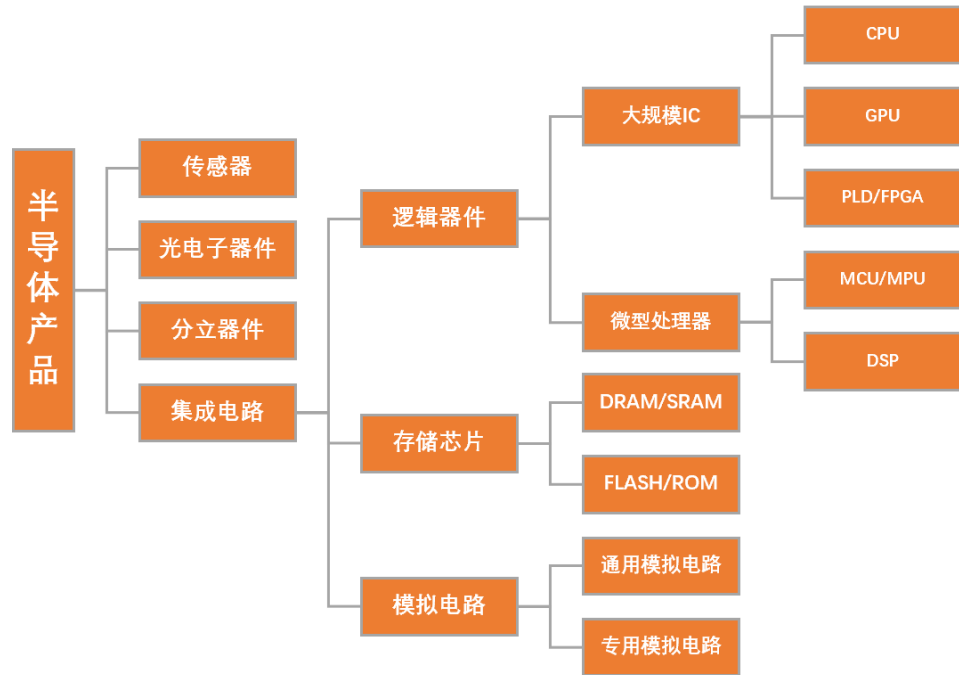 半导体产品
传感器
光电子器件
分立器件
集成电路
逻辑器件
存储芯片
模拟电路
大规模IC
微型处理器
DRAM/SRAM
FLASH/ROM
通用模拟电路
专用模拟电路
CPU
GPU
PLD/FPGA
MCU/MPU
DSP